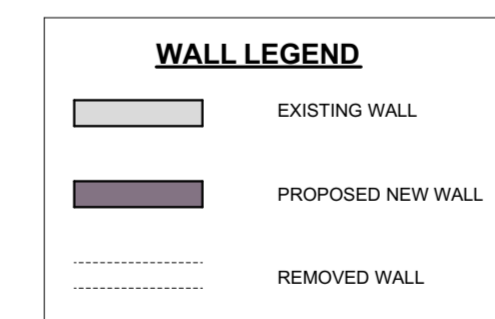 WALL LEGEND
EXISTING WALL
PROPOSED NEW WALL
REMOVED WALL